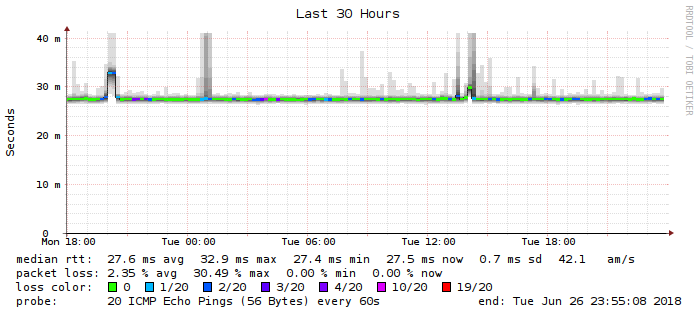 Last 30 Hours
RRDTOOL / TOBI OETIKER
Seconds
40 m
30 m
20 m
10 m
0
Mon 18:00 Tue 00:00 Tue 06:00 Tue 12:00 Tue 18:00
median rtt: 27.6 ms avg 32.9 ms max 27.4 ms min 27.5 ms now 0.7 ms sd 42.1 am/s
packet loss: 2.35 % avg 30.49 % max 0.00 % min 0.00 % now
loss color: 0 1/20 2/20 3/20 4/20 10/20 19/20
probe: 20 ICMP Echo Pings (56 Bytes) every 60s end: Tue Jun 26 23:55:08 2018